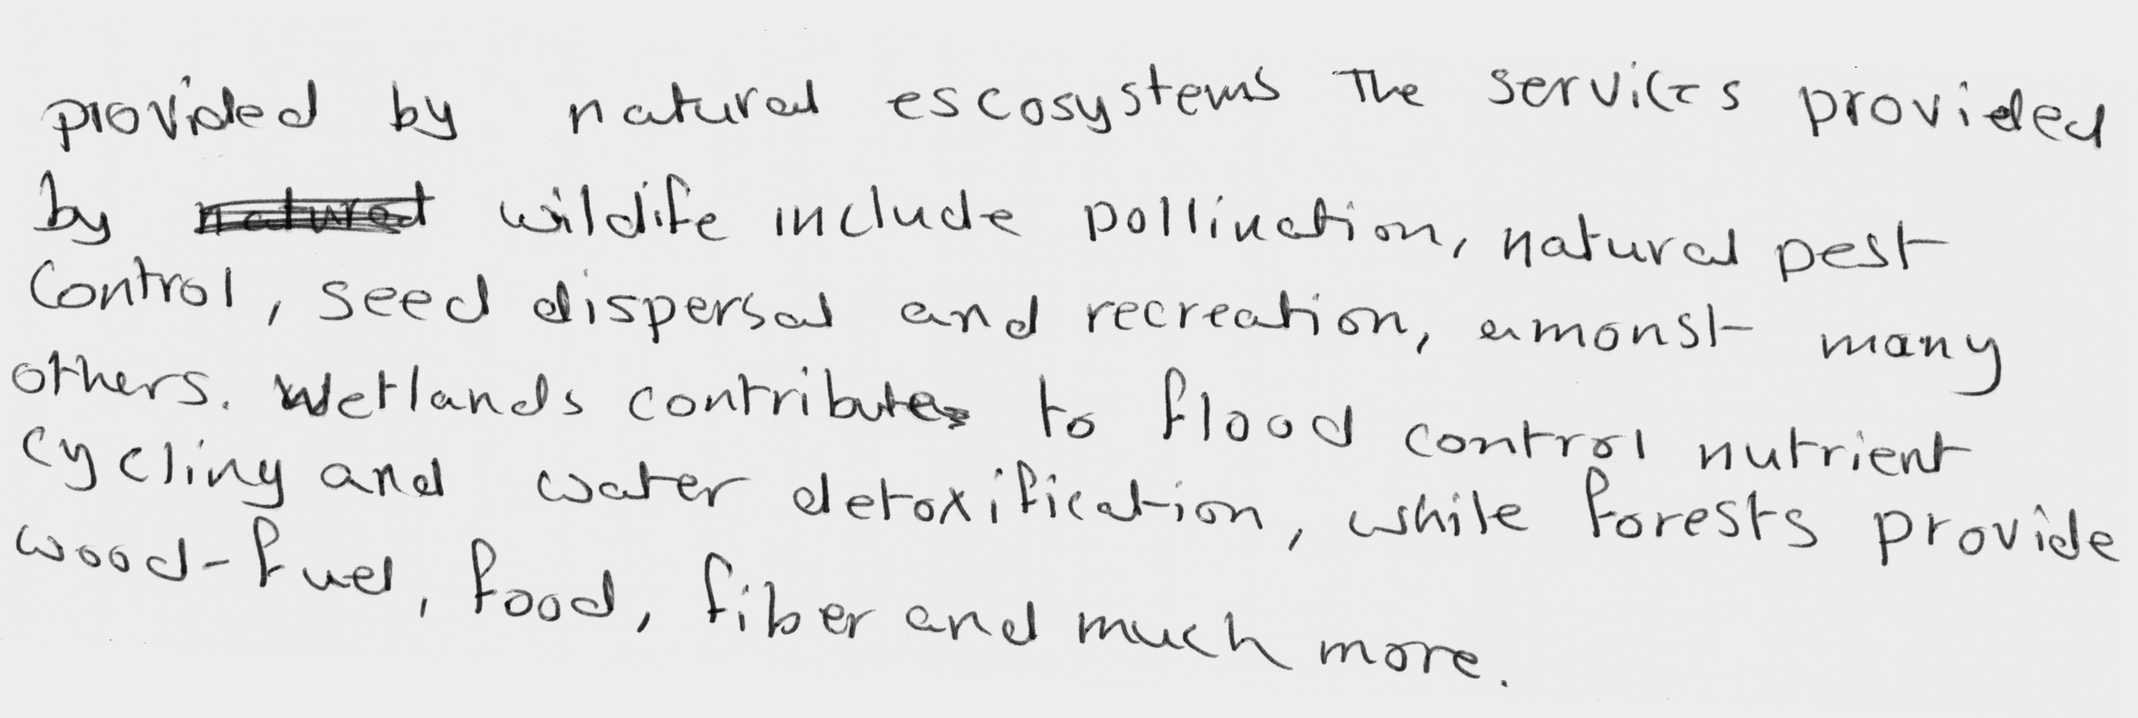 provided by natural escosystems The services provided
by natural wildife include pollination, natural pest
Control, seed dispersal and recreation, amonst many
others. Wetlands contributes to flood control nutrient
cycling and water detoxification, while forests provide
wood-fuel, food, fiber and much more.